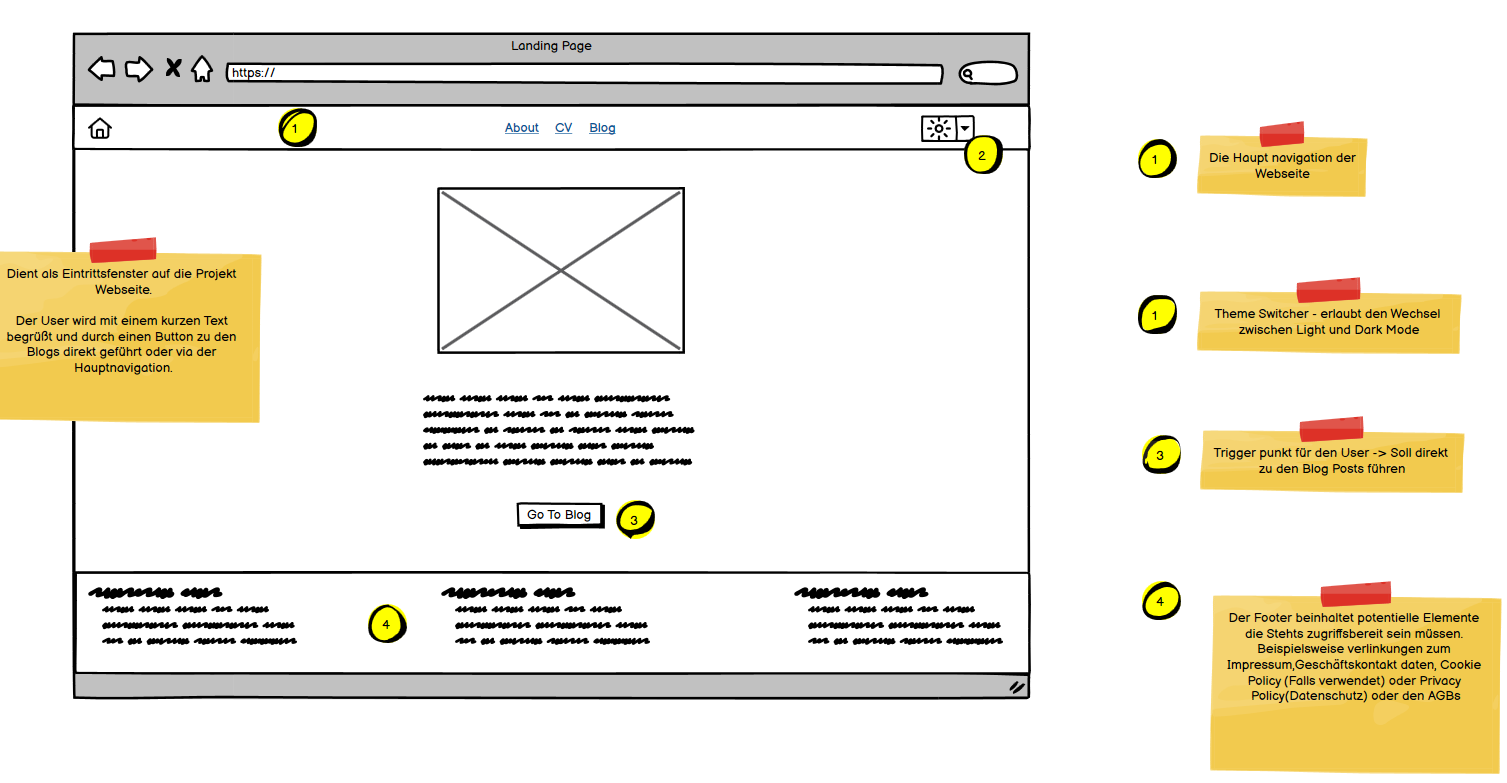 Landing Page
https://
1
About CV Blog
2
Dient als Eintrittsfenster auf die Projekt
Webseite.
Der User wird mit einem kurzen Text
begrüßt und durch einen Button zu den
Blogs direkt geführt oder via der
Hauptnavigation.
Go To Blog
3
4
1
Die Haupt navigation der
Webseite
1
Theme Switcher - erlaubt den Wechsel
zwischen Light und Dark Mode
3
Trigger punkt für den User -> Soll direkt
zu den Blog Posts führen
4
Der Footer beinhaltet potentielle Elemente
die Stehts zugriffsbereit sein müssen.
Beispielsweise verlinkungen zum
Impressum,Geschäftskontakt daten, Cookie
Policy (Falls verwendet) oder Privacy
Policy(Datenschutz) oder den AGBs